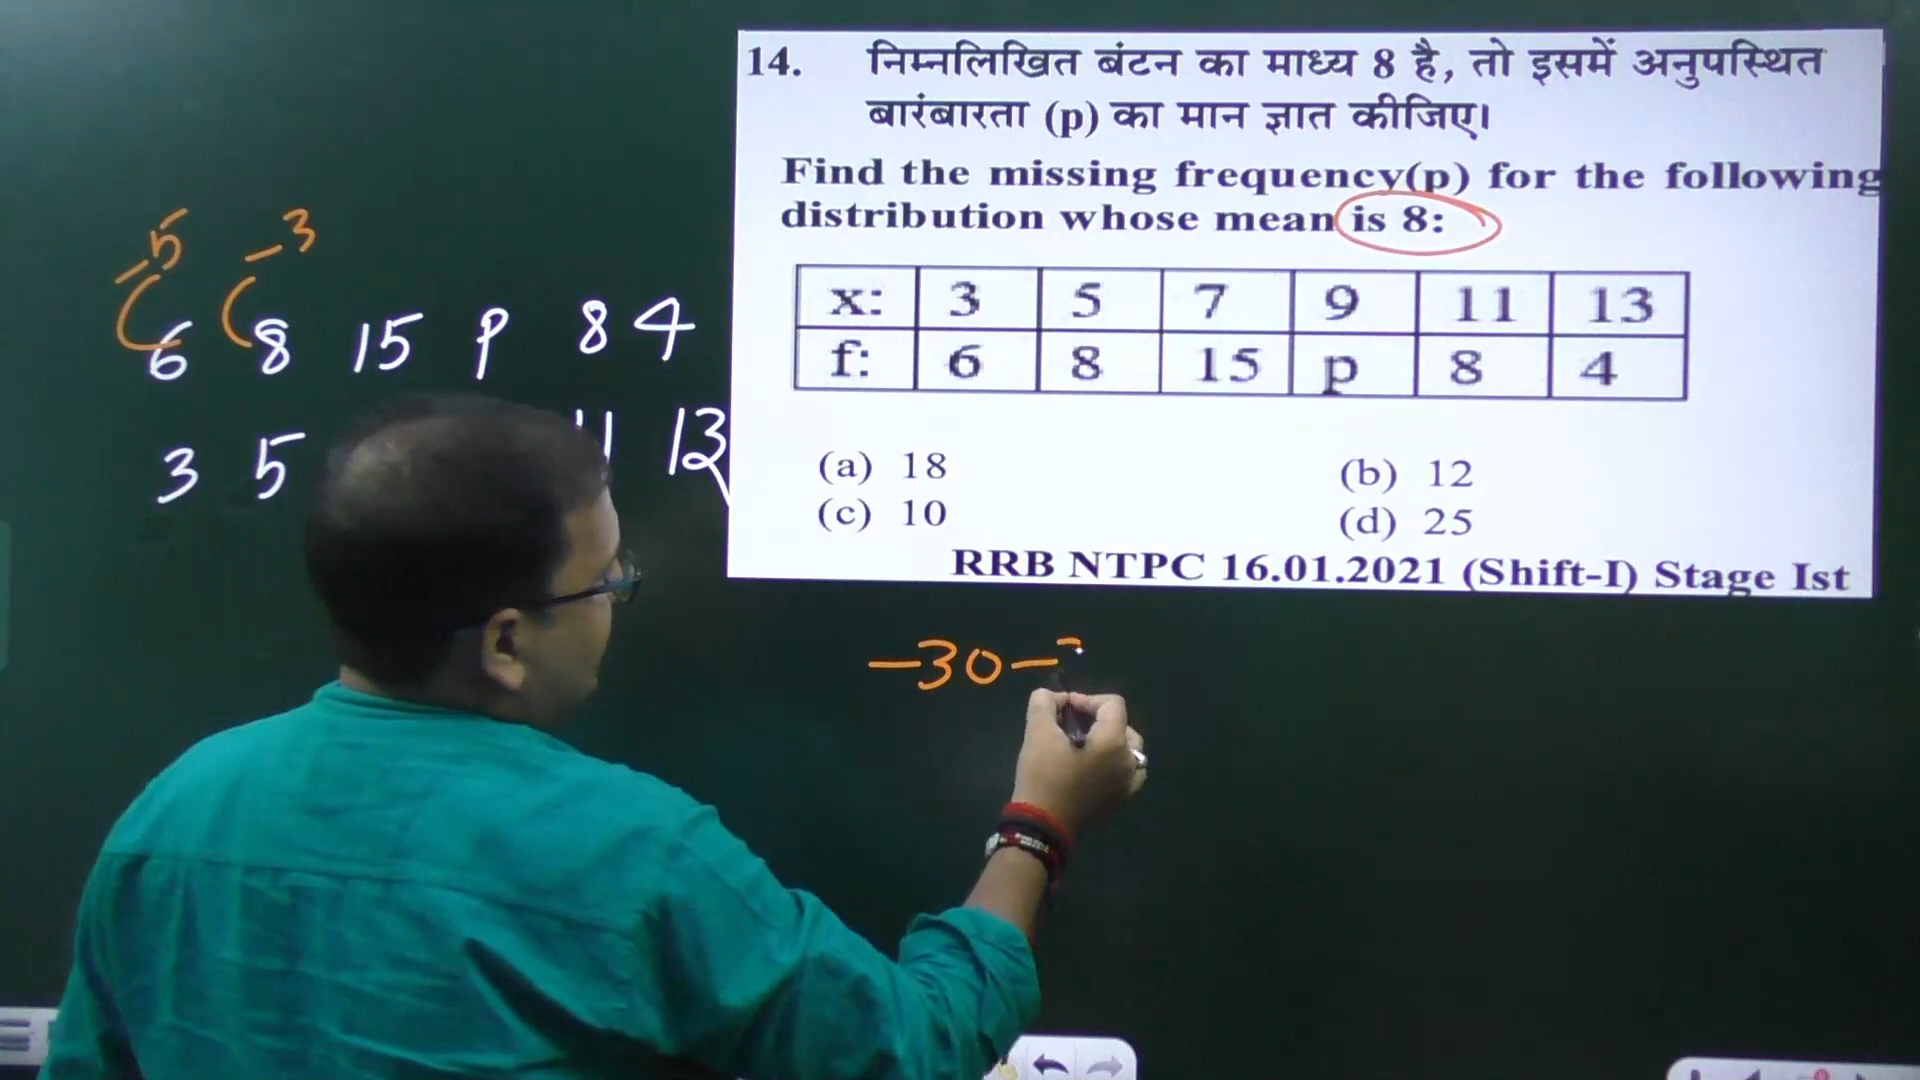 14. निम्नलिखित बंटन का माध्य 8 है, तो इसमें अनुपस्थित
बारंबारता (p) का मान ज्ञात कीजिए।
Find the missing frequency(p) for the following
distribution whose mean is 8:
x: 3 5 7 9 11 13
f: 6 8 15 p 8 4
(a) 18 (b) 12
(c) 10 (d) 25
RRB NTPC 16.01.2021 (Shift-I) Stage Ist
-5 -3
6 8 15 p 8 4
3 5 11 13
-30-